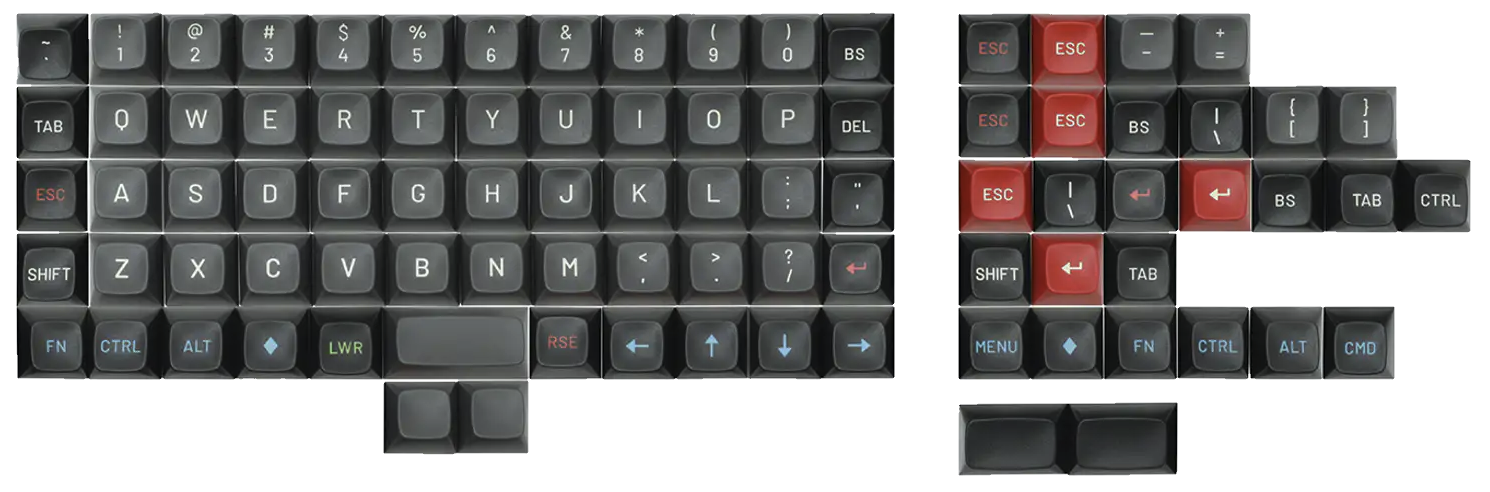 ~ ! @ # $ % ^ & * ( )
` 1 2 3 4 5 6 7 8 9 0 BS
TAB Q W E R T Y U I O P DEL
ESC A S D F G H J K L : ; " '
SHIFT Z X C V B N M < , > . ? / ↵
FN CTRL ALT ◆ LWR RSE ← ↑ ↓ →
ESC ESC — - + =
ESC ESC BS | \ { [ } ]
ESC | \ ↵ ↵ BS TAB CTRL
SHIFT ↵ TAB
MENU ◆ FN CTRL ALT CMD